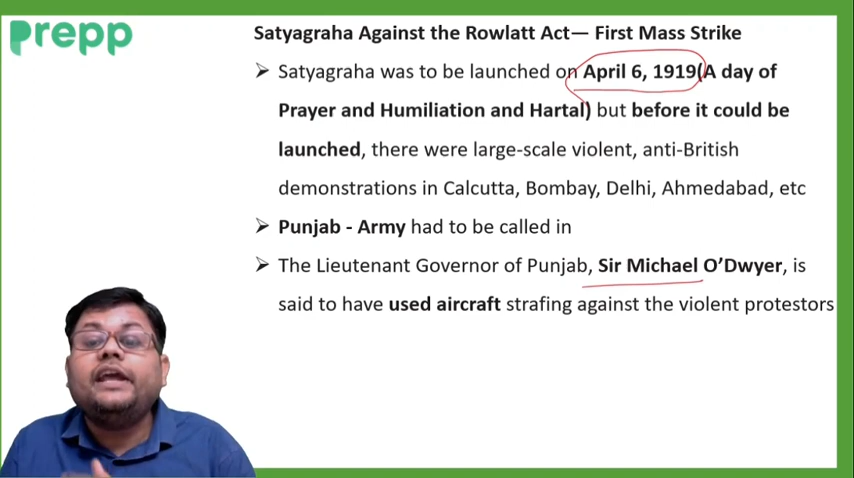 prepp
Satyagraha Against the Rowlatt Act— First Mass Strike
➢ Satyagraha was to be launched on April 6, 1919(A day of
Prayer and Humiliation and Hartal) but before it could be
launched, there were large-scale violent, anti-British
demonstrations in Calcutta, Bombay, Delhi, Ahmedabad, etc
➢ Punjab - Army had to be called in
➢ The Lieutenant Governor of Punjab, Sir Michael O’Dwyer, is
said to have used aircraft strafing against the violent protestors